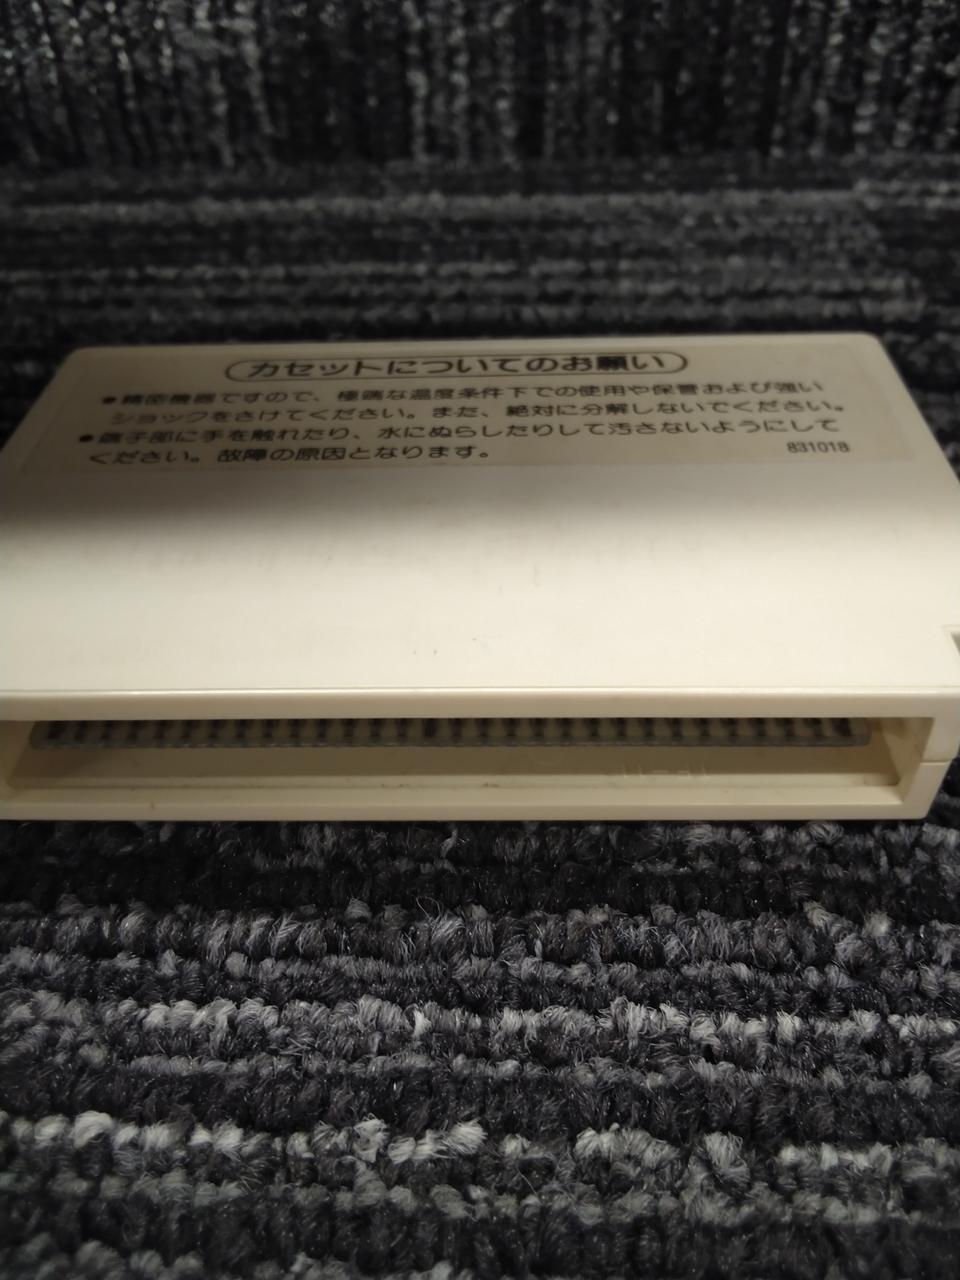 カセットについてのお願い
●精密機器ですので、極端な温度条件下での使用や保管および強い
ショックをさけてください。また、絶対に分解しないでください。
●端子部に手を触れたり、水にぬらしたりして汚さないようにして
ください。故障の原因となります。
831018